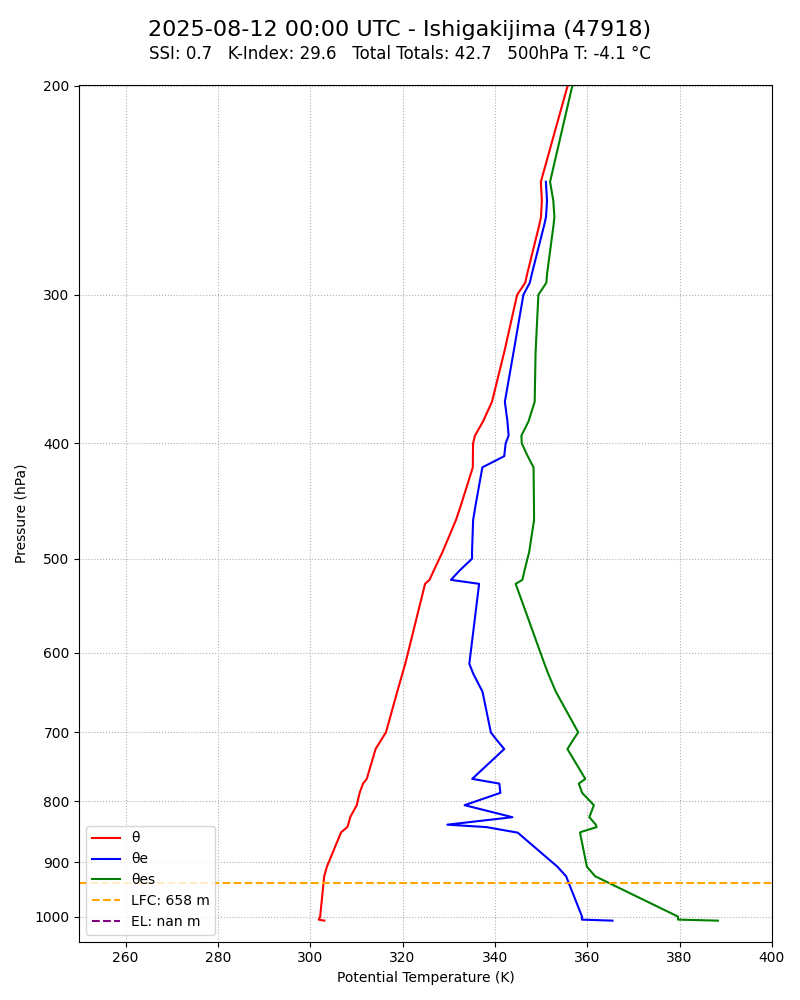 2025-08-12 00:00 UTC - Ishigakijima (47918)
SSI: 0.7   K-Index: 29.6   Total Totals: 42.7   500hPa T: -4.1 °C
200
300
400
500
600
700
800
900
1000
Pressure (hPa)
θ
θe
θes
LFC: 658 m
EL: nan m
260 280 300 320 340 360 380 400
Potential Temperature (K)